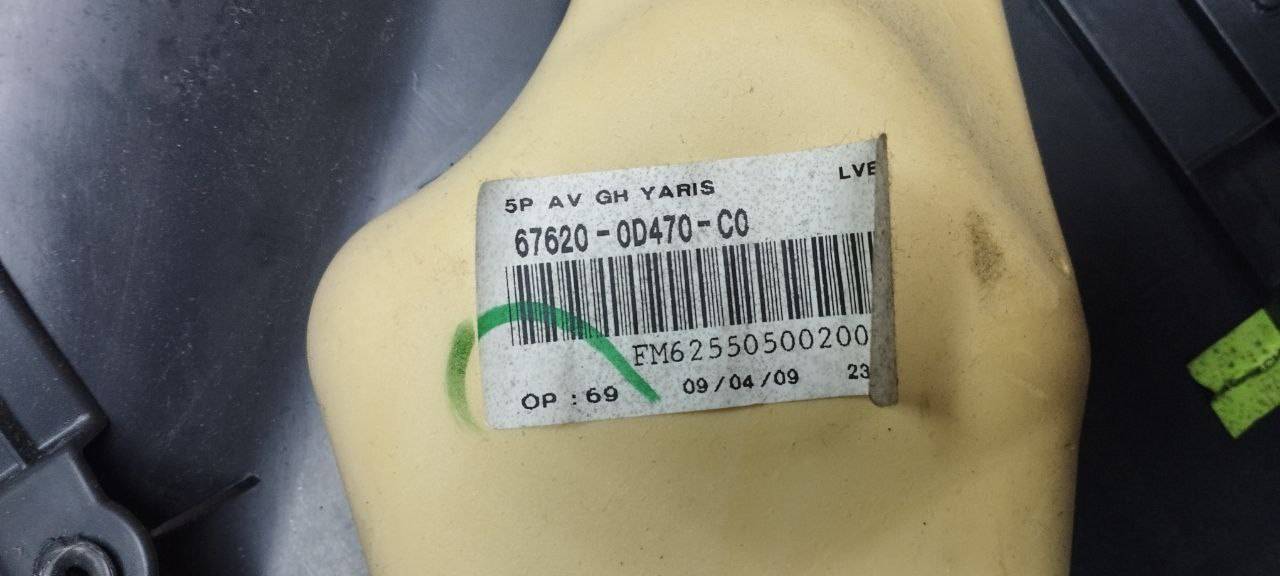 5P AV GH YARIS
LVE
67620-0D470-C0
FM62550500200
OP : 69
09/04/09
23